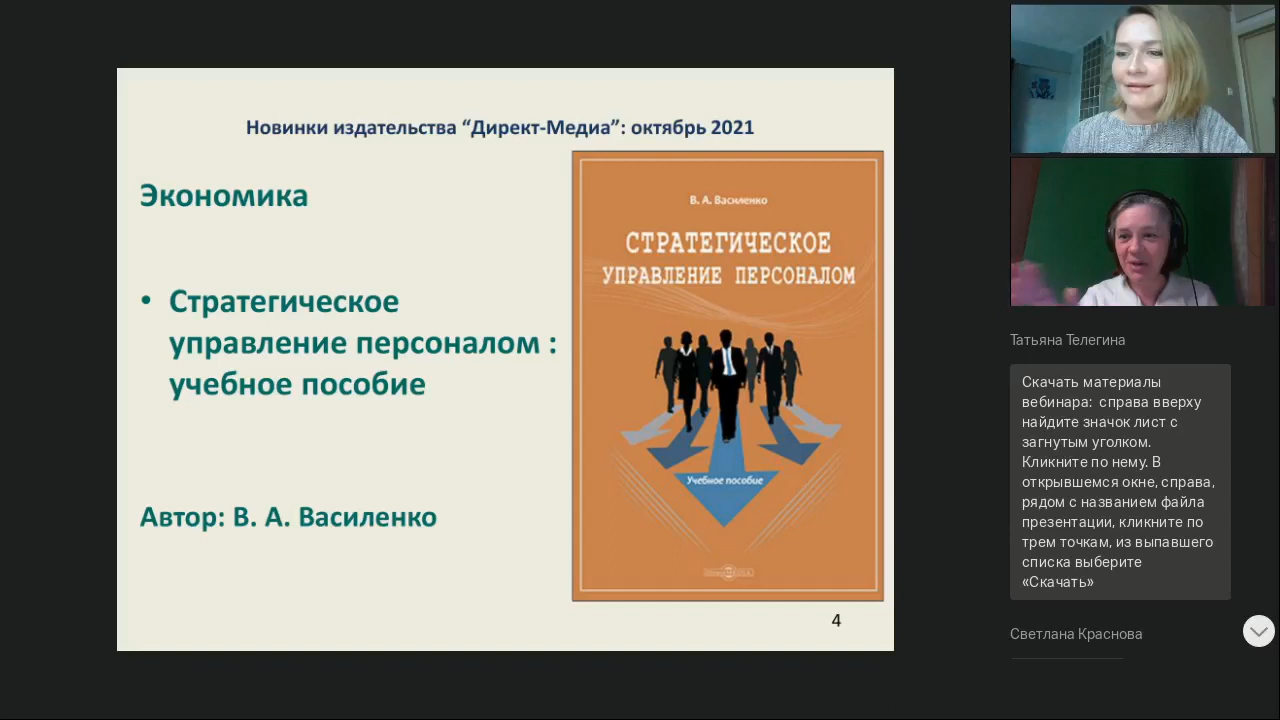 Новинки издательства “Директ-Медиа”: октябрь 2021
Экономика
• Стратегическое
управление персоналом :
учебное пособие
Автор: В. А. Василенко
В. А. Василенко
СТРАТЕГИЧЕСКОЕ
УПРАВЛЕНИЕ ПЕРСОНАЛОМ
Учебное пособие
4
Татьяна Телегина
Скачать материалы
вебинара: справа вверху
найдите значок лист с
загнутым уголком.
Кликните по нему. В
открывшемся окне, справа,
рядом с названием файла
презентации, кликните по
трем точкам, из выпавшего
списка выберите
«Скачать»
Светлана Краснова